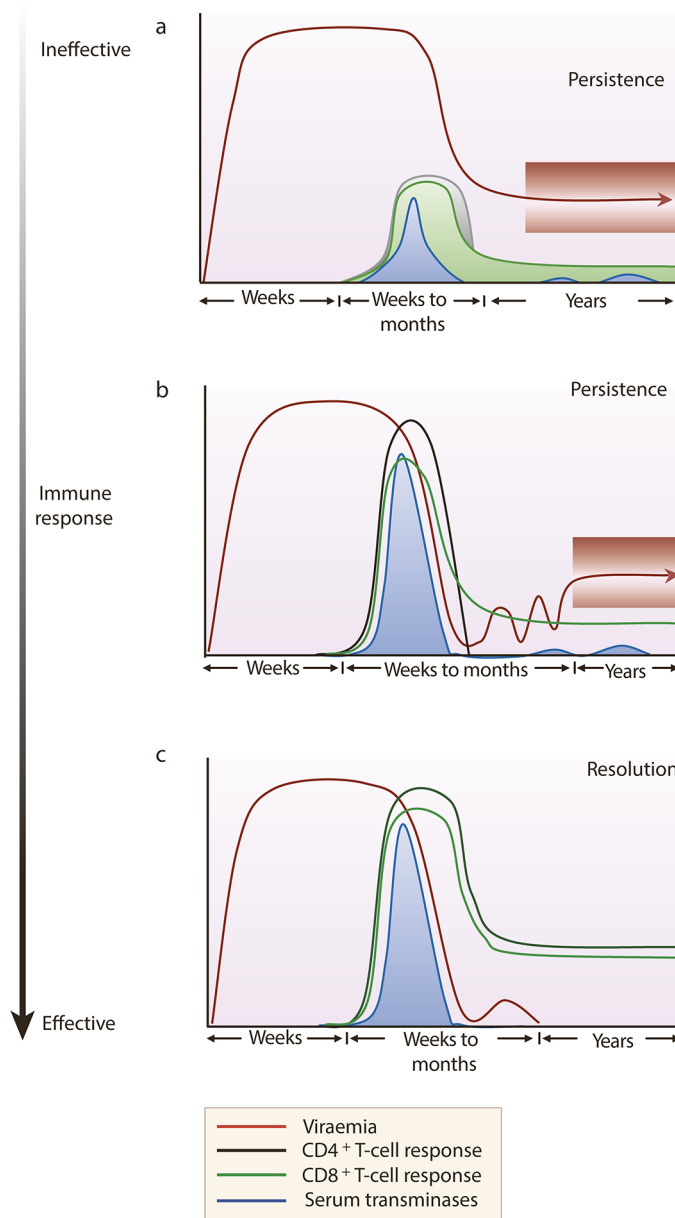 a
Ineffective
Persistence
Weeks
Weeks to
months
Years
b
Persistence
Immune
response
Weeks
Weeks to months
Years
c
Resolution
Effective
Weeks
Weeks to
months
Years
Viraemia
CD4+ T-cell response
CD8+ T-cell response
Serum transminases